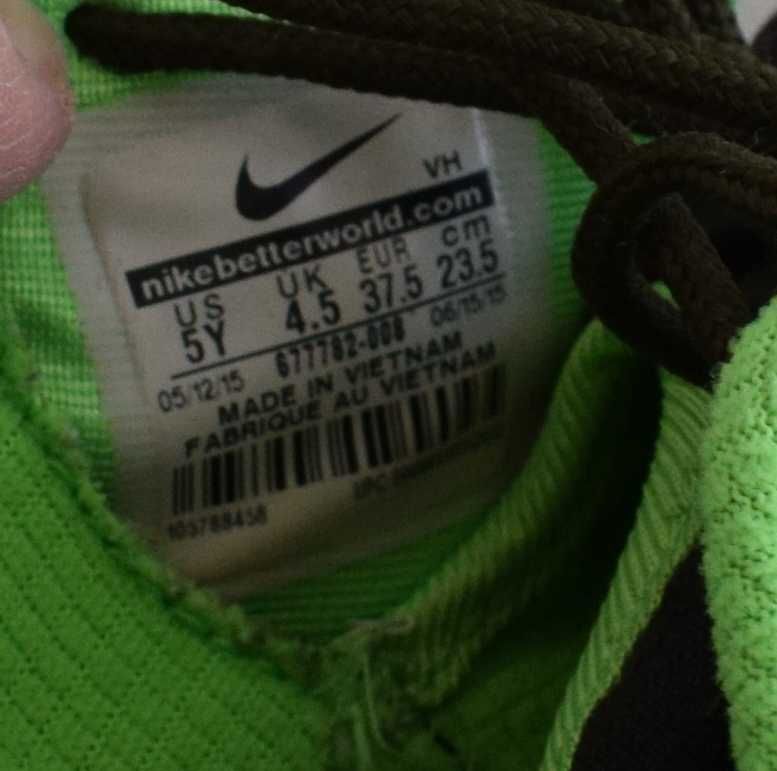 VH
nikebetterworld.com
US UK EUR cm
5Y 4.5 37.5 23.5
05/12/15 677782-008 06/15/15
MADE IN VIETNAM
FABRIQUE AU VIETNAM
105788458